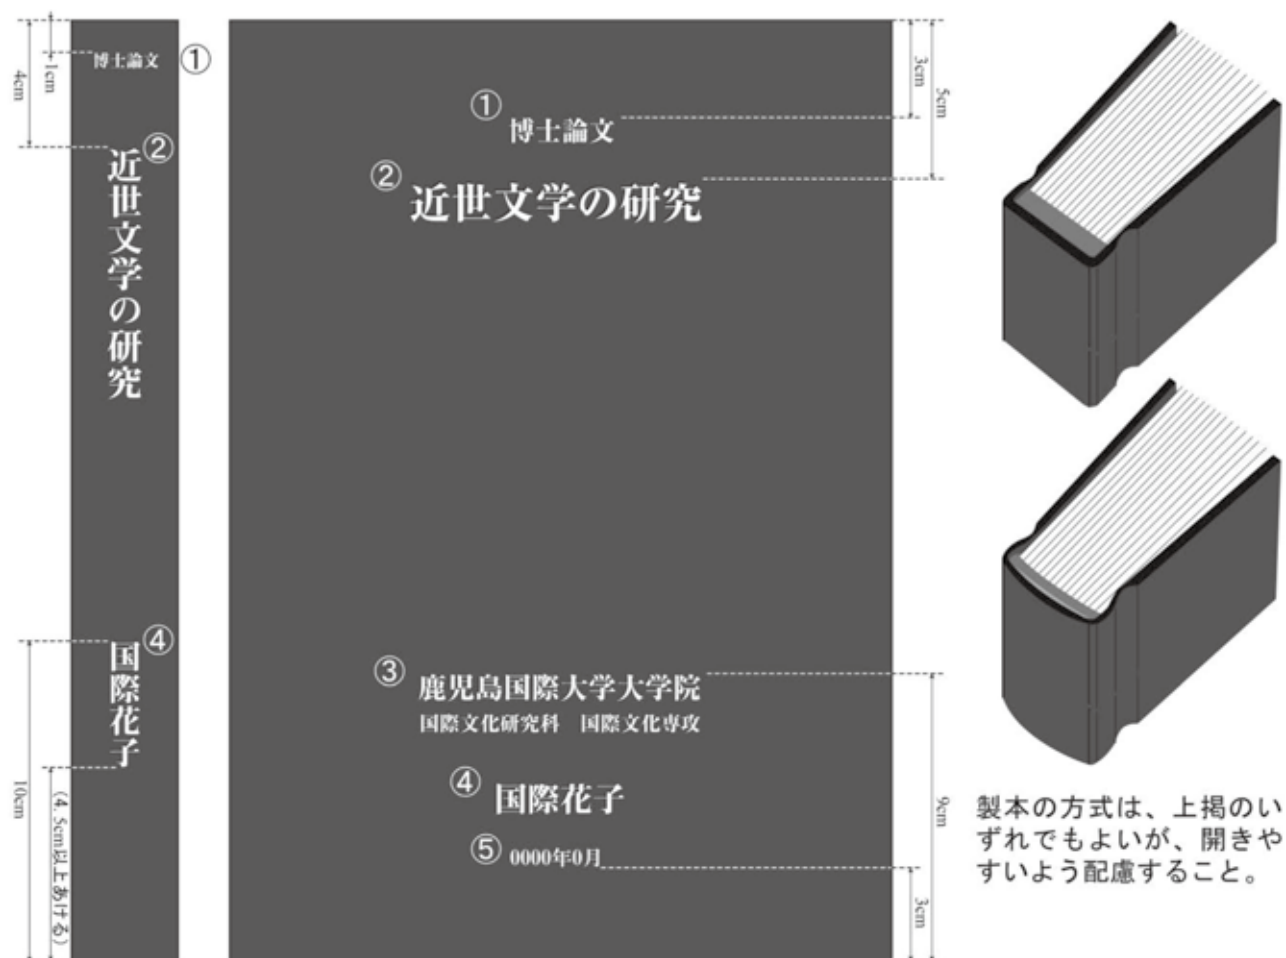 博士論文
①
近世文学の研究
②
国際花子
④
1cm
4cm
10cm
(4.5cm以上あける)
①
博士論文
②
近世文学の研究
③
鹿児島国際大学大学院
国際文化研究科　国際文化専攻
④
国際花子
⑤
0000年0月
3cm
5cm
9cm
3cm
製本の方式は、上掲のい
ずれでもよいが、開きや
すいよう配慮すること。